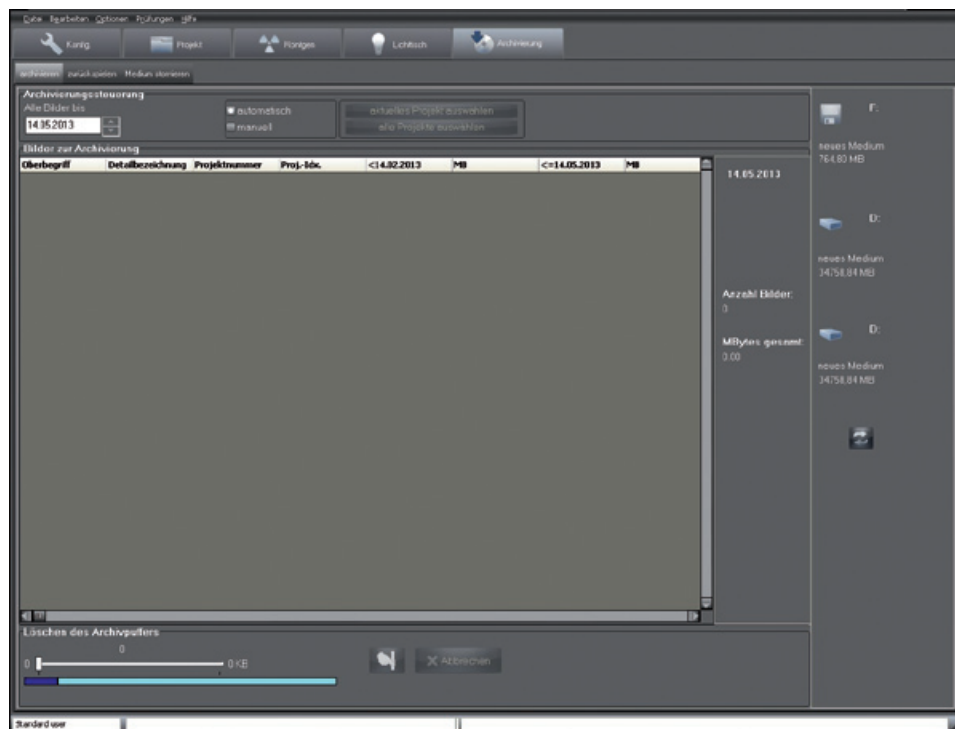 Datei Bearbeiten Optionen Prüfungen Hilfe
Konfig Projekt Röntgen Lichttisch Archivierung
archivieren zurückspielen Medium stornieren
Archivierungssteuerung
Alle Bilder bis
14.05.2013
automatisch
manuell
aktuelles Projekt auswählen
alle Projekte auswählen
Bilder zur Archivierung
Oberbegriff Detailbezeichnung Projektnummer Proj.-Idx. <14.02.2013 MB <=14.05.2013 MB
14.05.2013
Anzahl Bilder:
0
MBytes gesamt:
0.00
F:
neues Medium
764,80 MB
D:
neues Medium
34758,84 MB
D:
neues Medium
34758,84 MB
Löschen des Archivpuffers
0
0 0 KB
Abbrechen
Standard user